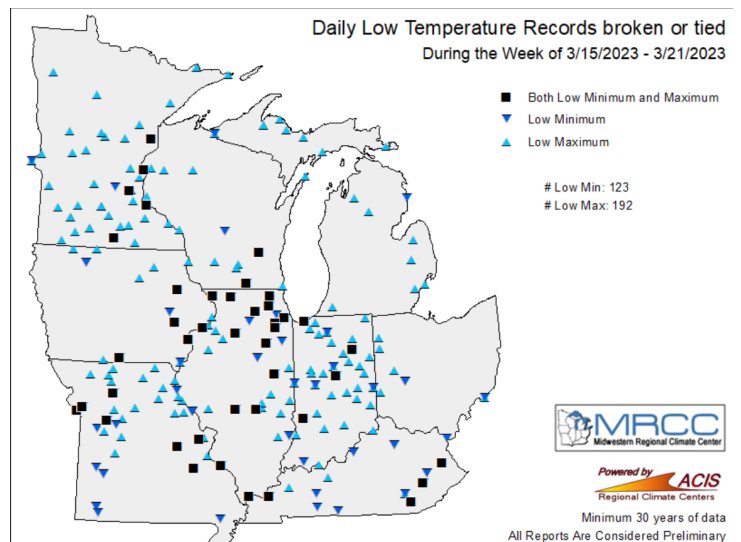 Daily Low Temperature Records broken or tied
During the Week of 3/15/2023 - 3/21/2023
Both Low Minimum and Maximum
Low Minimum
Low Maximum
# Low Min: 123
# Low Max: 192
MRCC
Midwestern Regional Climate Center
Powered by
ACIS
Regional Climate Centers
Minimum 30 years of data
All Reports Are Considered Preliminary